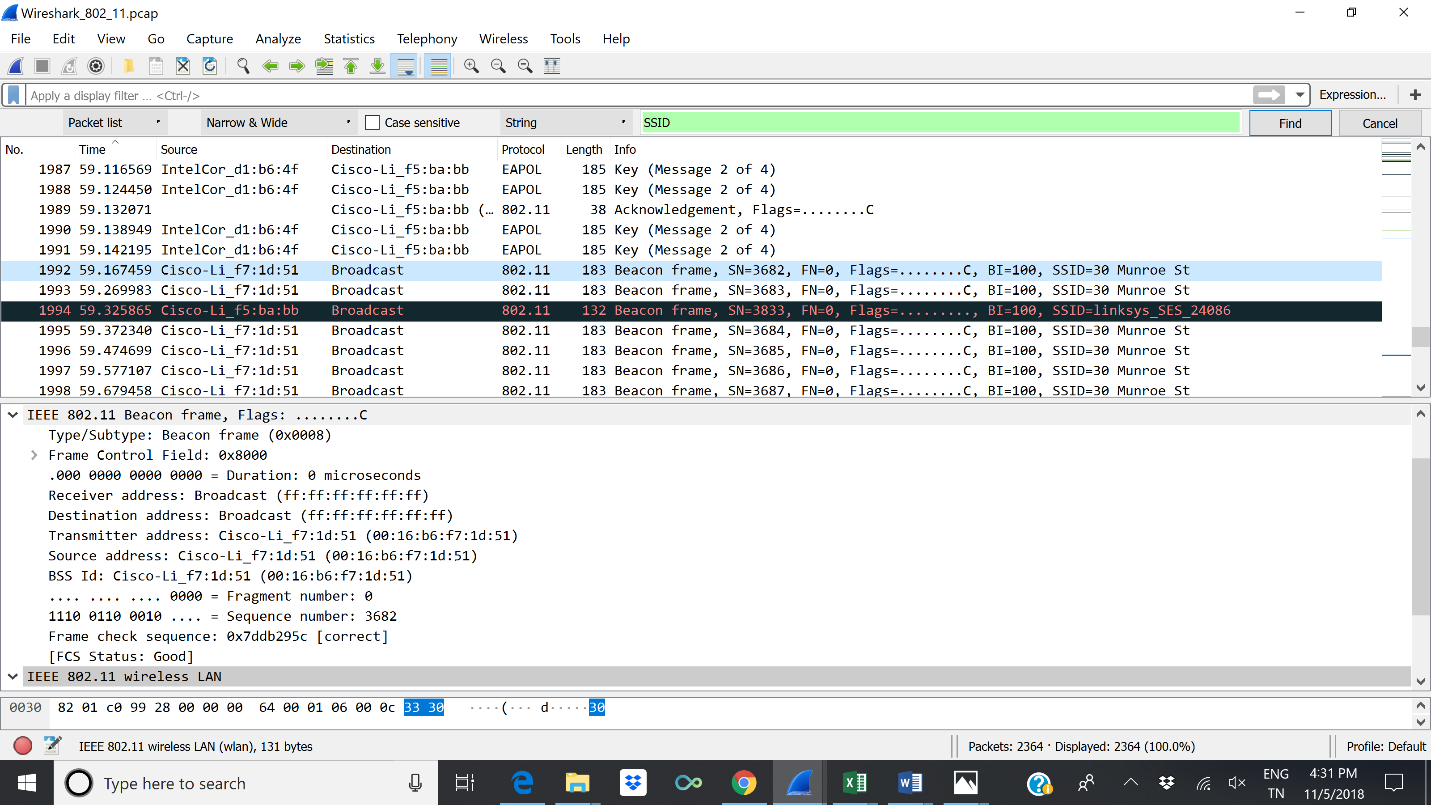 Wireshark_802_11.pcap
File Edit View Go Capture Analyze Statistics Telephony Wireless Tools Help
Apply a display filter ... <Ctrl-/> Expression... +
Packet list Narrow & Wide Case sensitive String SSID Find Cancel
No. Time Source Destination Protocol Length Info
1987 59.116569 IntelCor_d1:b6:4f Cisco-Li_f5:ba:bb EAPOL 185 Key (Message 2 of 4)
1988 59.124450 IntelCor_d1:b6:4f Cisco-Li_f5:ba:bb EAPOL 185 Key (Message 2 of 4)
1989 59.132071 Cisco-Li_f5:ba:bb (… 802.11 38 Acknowledgement, Flags=........C
1990 59.138949 IntelCor_d1:b6:4f Cisco-Li_f5:ba:bb EAPOL 185 Key (Message 2 of 4)
1991 59.142195 IntelCor_d1:b6:4f Cisco-Li_f5:ba:bb EAPOL 185 Key (Message 2 of 4)
1992 59.167459 Cisco-Li_f7:1d:51 Broadcast 802.11 183 Beacon frame, SN=3682, FN=0, Flags=........C, BI=100, SSID=30 Munroe St
1993 59.269983 Cisco-Li_f7:1d:51 Broadcast 802.11 183 Beacon frame, SN=3683, FN=0, Flags=........C, BI=100, SSID=30 Munroe St
1994 59.325865 Cisco-Li_f5:ba:bb Broadcast 802.11 132 Beacon frame, SN=3833, FN=0, Flags=........., BI=100, SSID=linksys_SES_24086
1995 59.372340 Cisco-Li_f7:1d:51 Broadcast 802.11 183 Beacon frame, SN=3684, FN=0, Flags=........C, BI=100, SSID=30 Munroe St
1996 59.474699 Cisco-Li_f7:1d:51 Broadcast 802.11 183 Beacon frame, SN=3685, FN=0, Flags=........C, BI=100, SSID=30 Munroe St
1997 59.577107 Cisco-Li_f7:1d:51 Broadcast 802.11 183 Beacon frame, SN=3686, FN=0, Flags=........C, BI=100, SSID=30 Munroe St
1998 59.679458 Cisco-Li_f7:1d:51 Broadcast 802.11 183 Beacon frame, SN=3687, FN=0, Flags=........C, BI=100, SSID=30 Munroe St
IEEE 802.11 Beacon frame, Flags: ........C
Type/Subtype: Beacon frame (0x0008)
Frame Control Field: 0x8000
.000 0000 0000 0000 = Duration: 0 microseconds
Receiver address: Broadcast (ff:ff:ff:ff:ff:ff)
Destination address: Broadcast (ff:ff:ff:ff:ff:ff)
Transmitter address: Cisco-Li_f7:1d:51 (00:16:b6:f7:1d:51)
Source address: Cisco-Li_f7:1d:51 (00:16:b6:f7:1d:51)
BSS Id: Cisco-Li_f7:1d:51 (00:16:b6:f7:1d:51)
.... .... .... 0000 = Fragment number: 0
1110 0110 0010 .... = Sequence number: 3682
Frame check sequence: 0x7ddb295c [correct]
[FCS Status: Good]
IEEE 802.11 wireless LAN
0030 82 01 c0 99 28 00 00 00 64 00 01 06 00 0c 33 30 ····(··· d·····30
IEEE 802.11 wireless LAN (wlan), 131 bytes Packets: 2364 · Displayed: 2364 (100.0%) Profile: Default
Type here to search ENG TN 4:31 PM 11/5/2018